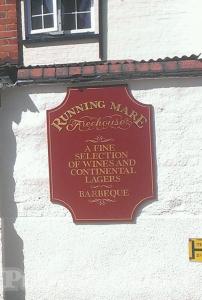 RUNNING MARE
Freehouse
A FINE
SELECTION
OF WINES AND
CONTINENTAL
LAGERS
BARBEQUE
H